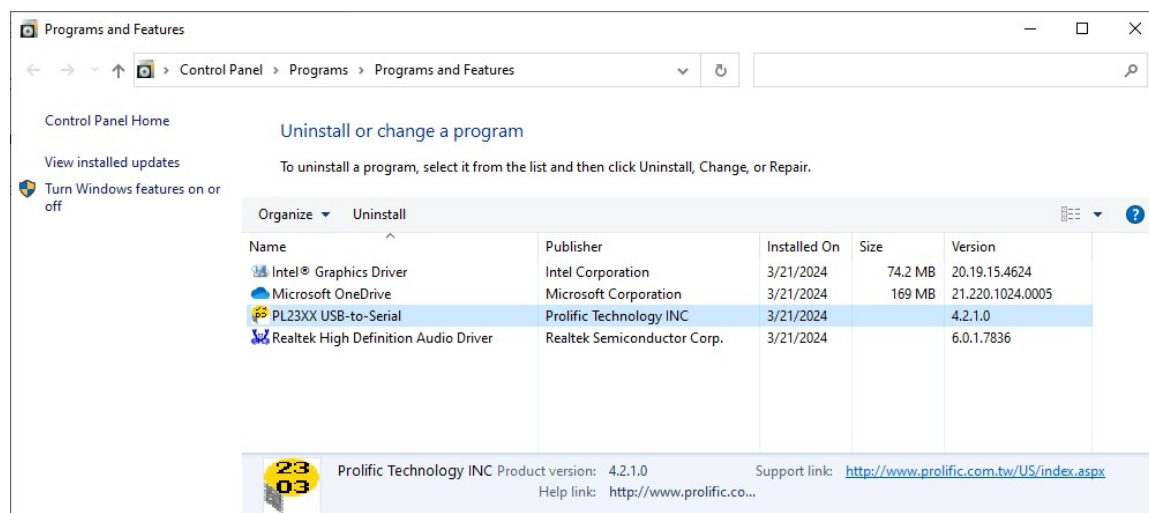 Programs and Features
Control Panel > Programs > Programs and Features
Control Panel Home
View installed updates
Turn Windows features on or
off
Uninstall or change a program
To uninstall a program, select it from the list and then click Uninstall, Change, or Repair.
Organize Uninstall
Name Publisher Installed On Size Version
Intel® Graphics Driver Intel Corporation 3/21/2024 74.2 MB 20.19.15.4624
Microsoft OneDrive Microsoft Corporation 3/21/2024 169 MB 21.220.1024.0005
PL23XX USB-to-Serial Prolific Technology INC 3/21/2024 4.2.1.0
Realtek High Definition Audio Driver Realtek Semiconductor Corp. 3/21/2024 6.0.1.7836
23
03
Prolific Technology INC Product version: 4.2.1.0 Support link: http://www.prolific.com.tw/US/index.aspx
Help link: http://www.prolific.co...